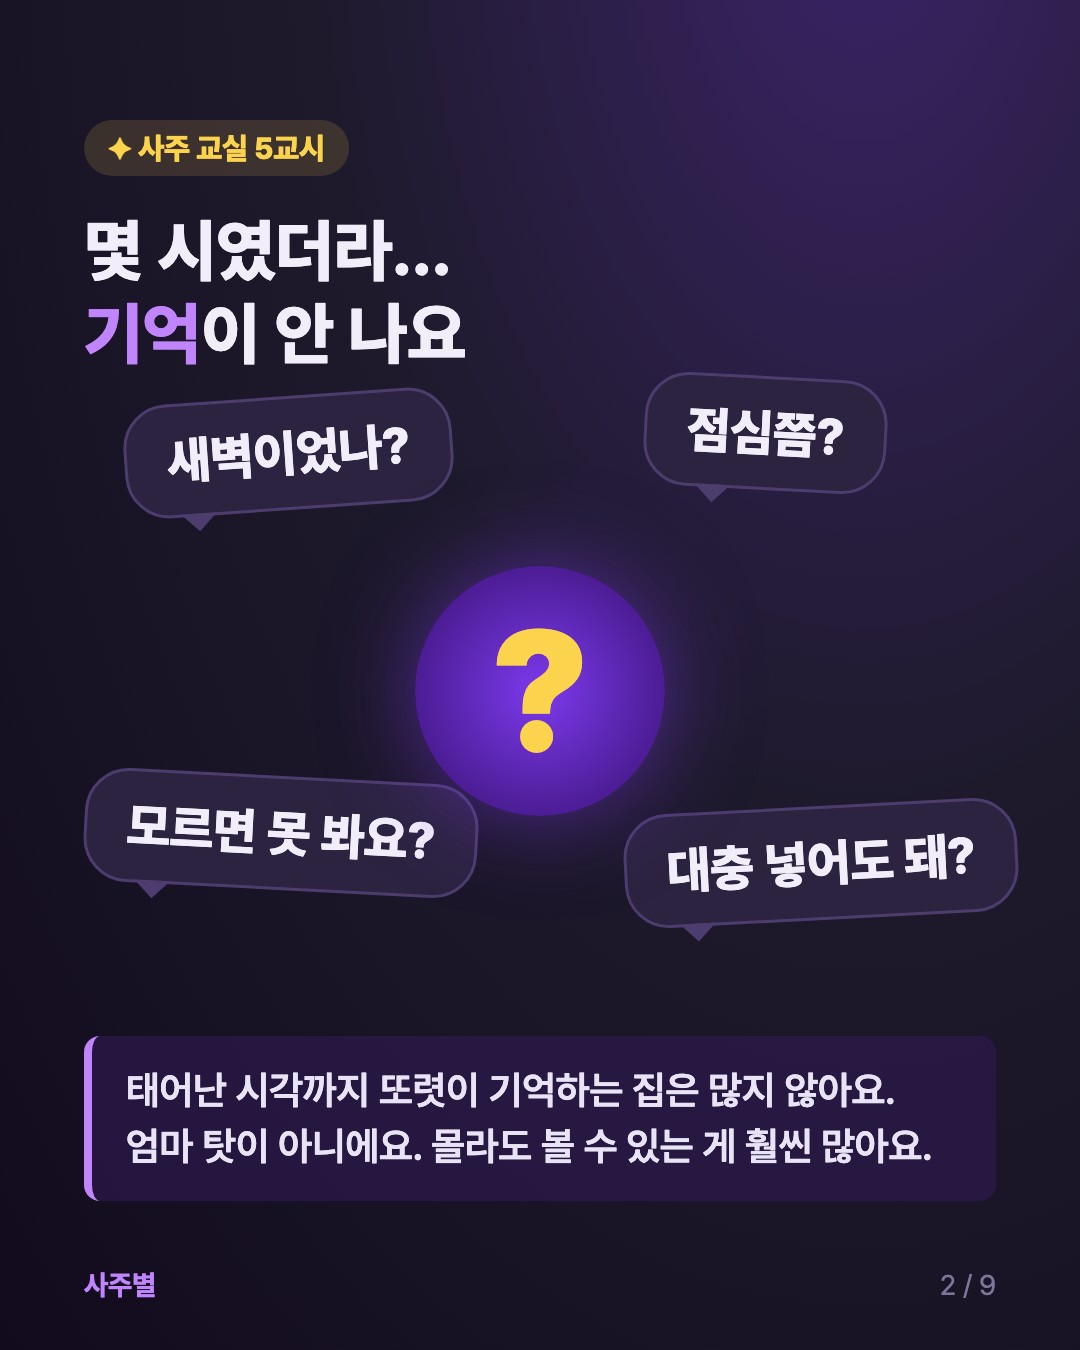 ✦ 사주 교실 5교시
몇 시였더라...
기억이 안 나요
새벽이었나?
점심쯤?
?
모르면 못 봐요?
대충 넣어도 돼?
태어난 시각까지 또렷이 기억하는 집은 많지 않아요.
엄마 탓이 아니에요. 몰라도 볼 수 있는 게 훨씬 많아요.
사주별
2 / 9